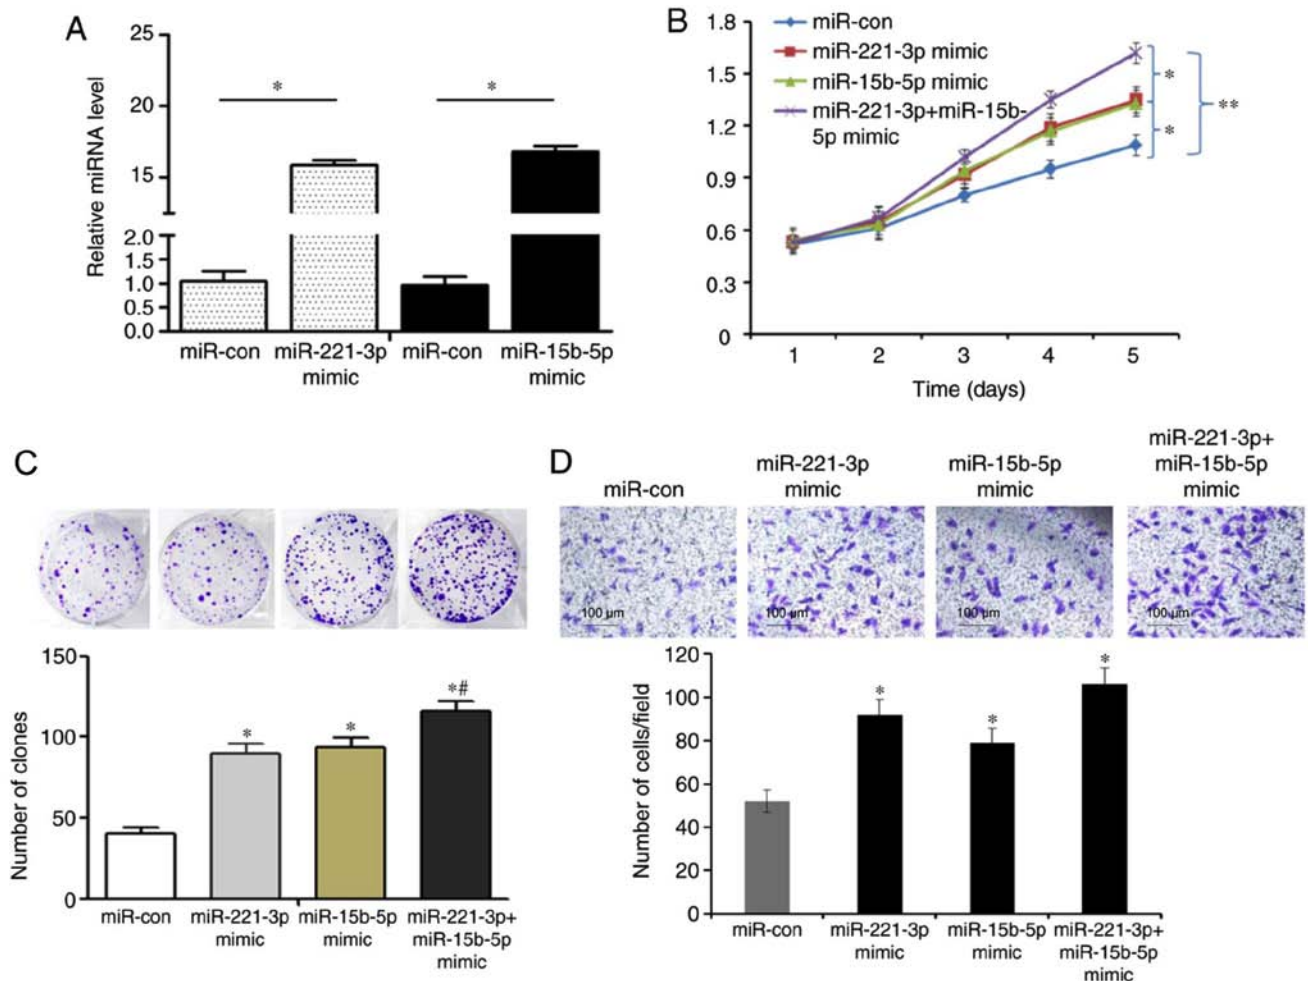 A
25
20
15
2.0
1.5
1.0
0.5
0.0
Relative miRNA level
*
*
miR-con
miR-221-3p
mimic
miR-con
miR-15b-5p
mimic
B
1.8
1.5
1.2
0.9
0.6
0.3
0
miR-con
miR-221-3p mimic
miR-15b-5p mimic
miR-221-3p+miR-15b-
5p mimic
*
*
**
1 2 3 4 5
Time (days)
C
150
100
50
0
Number of clones
*
*
*#
miR-con
miR-221-3p
mimic
miR-15b-5p
mimic
miR-221-3p+
miR-15b-5p
mimic
D
miR-con
miR-221-3p
mimic
miR-15b-5p
mimic
miR-221-3p+
miR-15b-5p
mimic
100 µm
100 µm
100 µm
100 µm
120
100
80
60
40
20
0
Number of cells/field
*
*
*
miR-con
miR-221-3p
mimic
miR-15b-5p
mimic
miR-221-3p+
miR-15b-5p
mimic